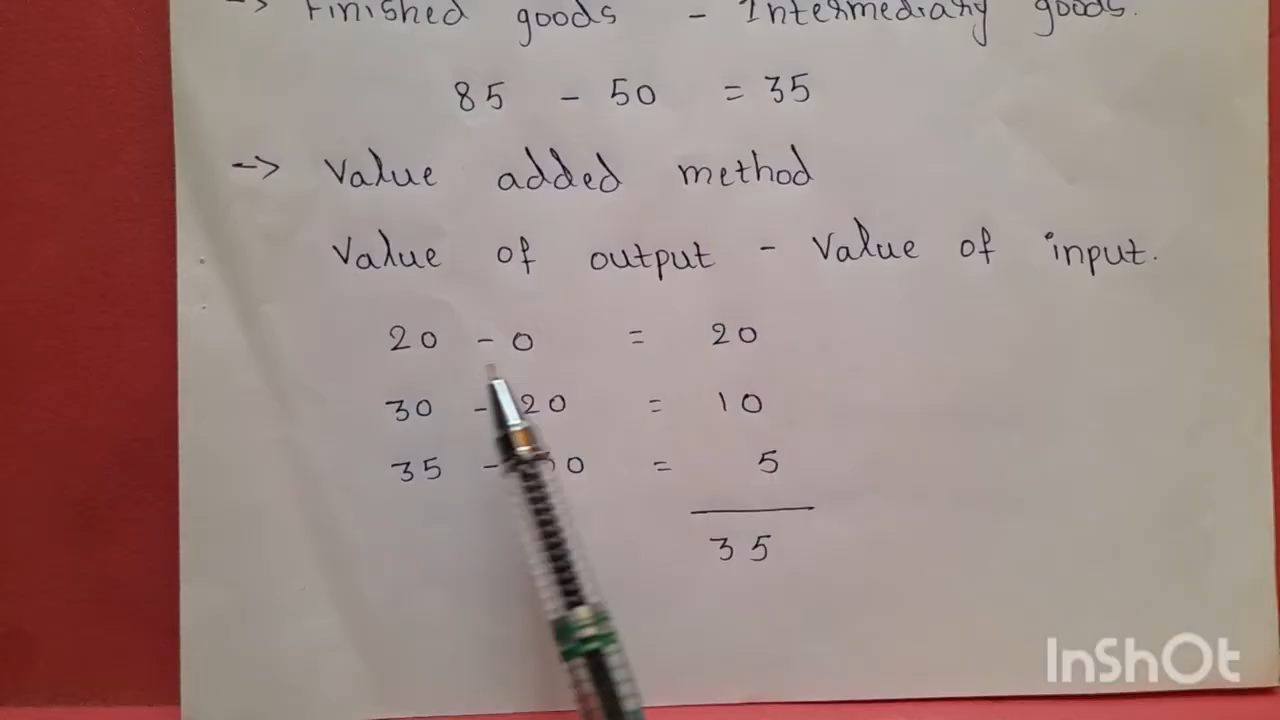 -> Finished goods - Intermediary goods.
85 - 50 = 35
-> Value added method
Value of output - Value of input.
20 - 0 = 20
30 - 20 = 10
35 - 0 = 5
35
InShOt